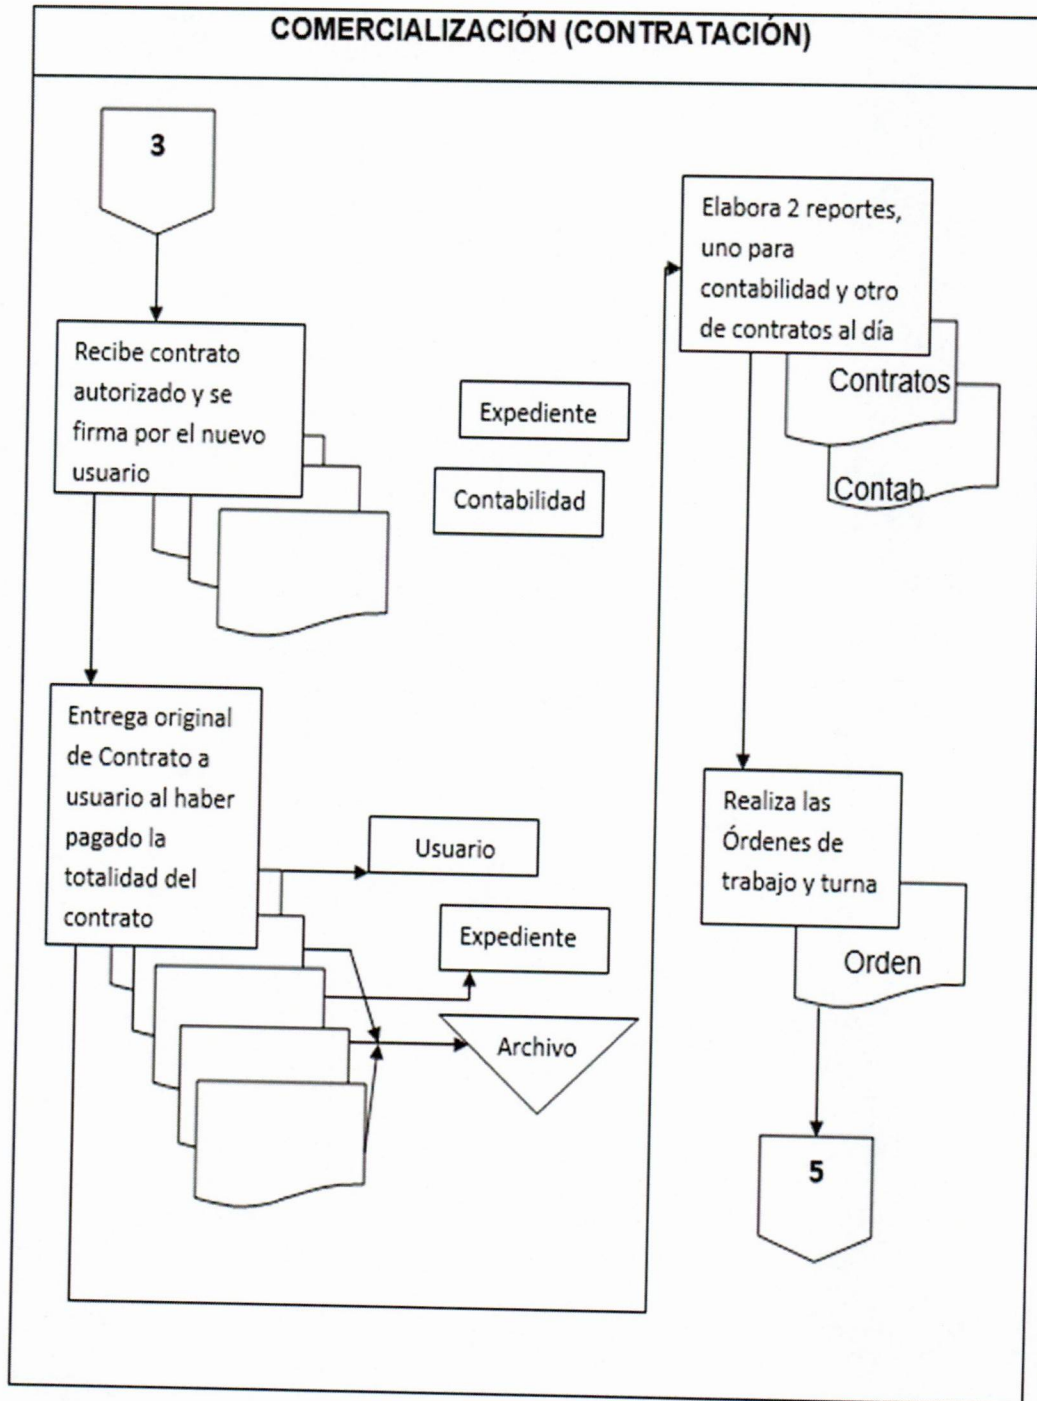 COMERCIALIZACIÓN (CONTRATACIÓN)
3
Recibe contrato
autorizado y se
firma por el nuevo
usuario
Expediente
Contabilidad
Entrega original
de Contrato a
usuario al haber
pagado la
totalidad del
contrato
Usuario
Expediente
Archivo
Elabora 2 reportes,
uno para
contabilidad y otro
de contratos al día
Contratos
Contab.
Realiza las
Órdenes de
trabajo y turna
Orden
5